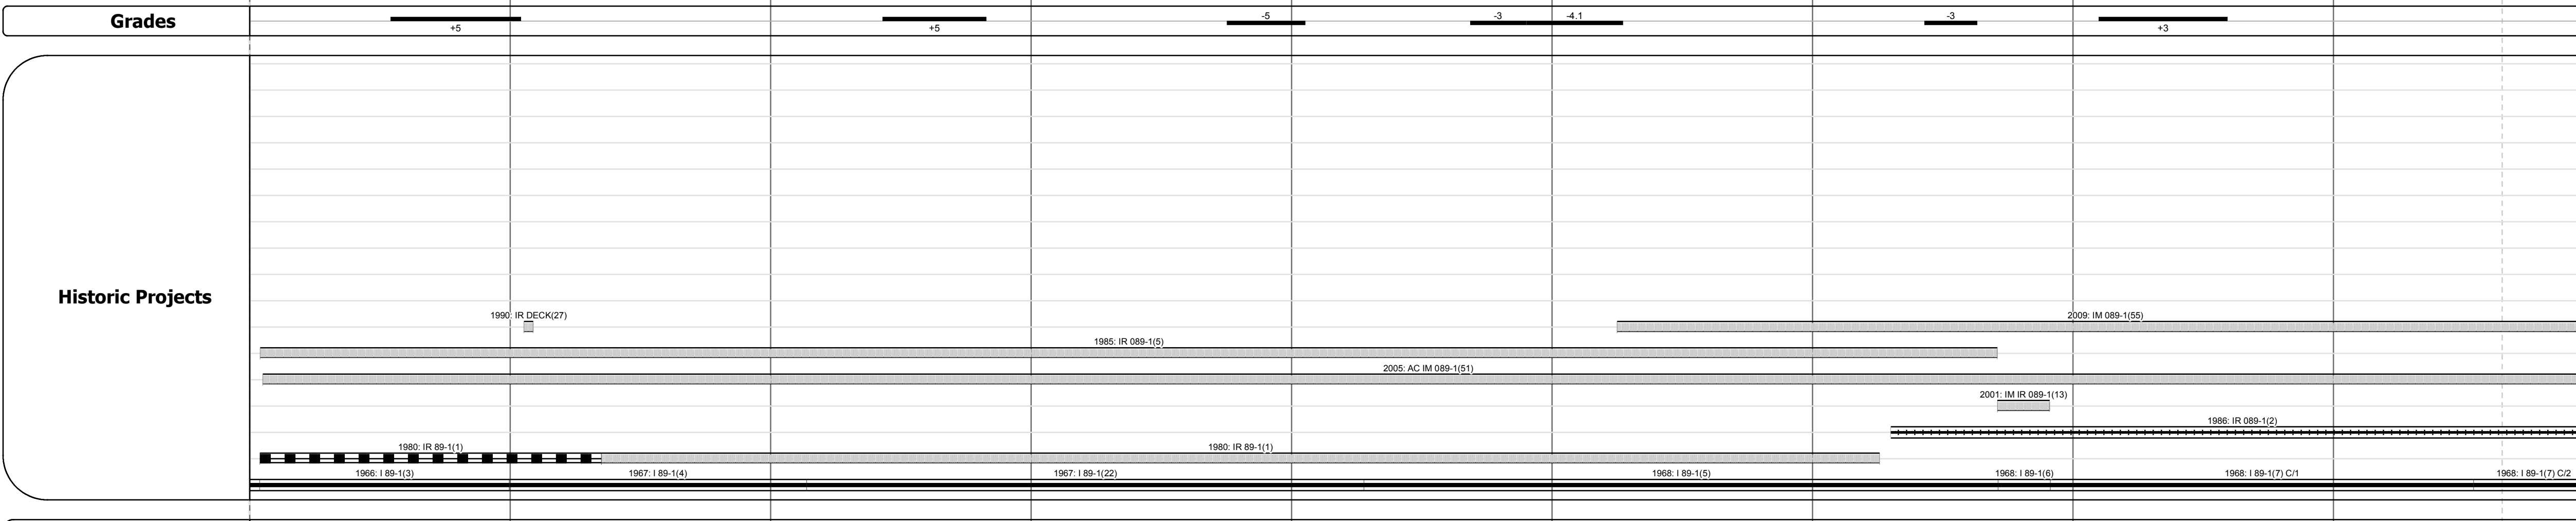 Grades
+5
+5
-5
-3
-4.1
-3
+3
Historic Projects
1990: IR DECK(27)
2009: IM 089-1(55)
1985: IR 089-1(5)
2005: AC IM 089-1(51)
2001: IM IR 089-1(13)
1986: IR 089-1(2)
1980: IR 89-1(1)
1980: IR 89-1(1)
1966: I 89-1(3)
1967: I 89-1(4)
1967: I 89-1(22)
1968: I 89-1(5)
1968: I 89-1(6)
1968: I 89-1(7) C/1
1968: I 89-1(7) C/2